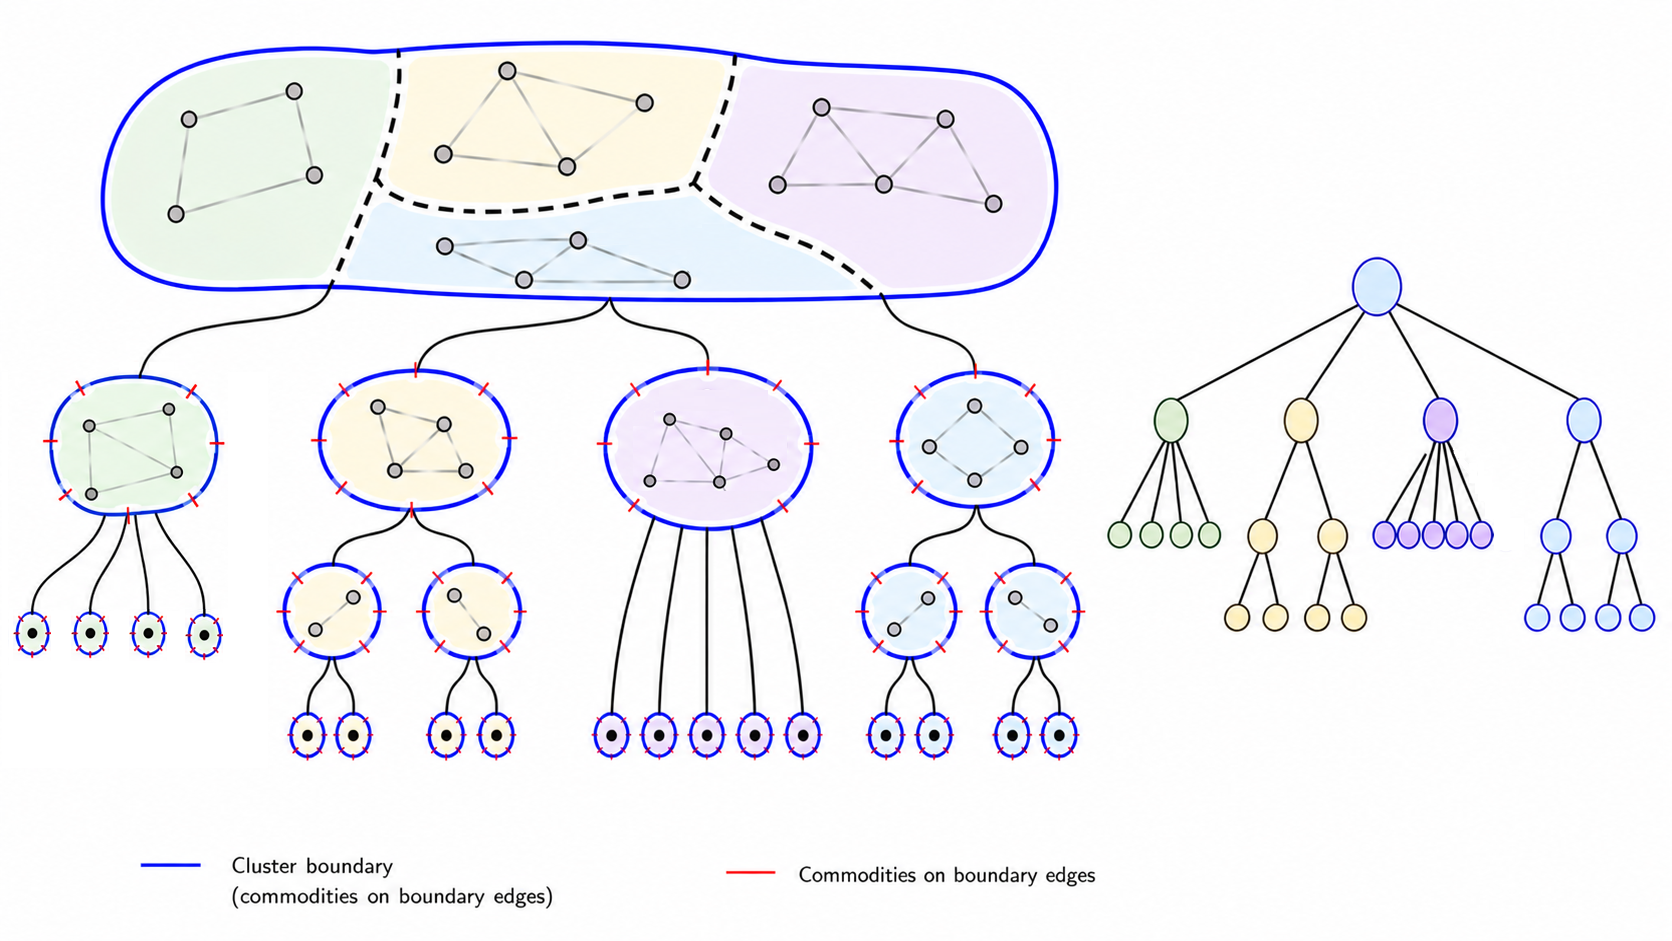 Cluster boundary
(commodities on boundary edges)
Commodities on boundary edges